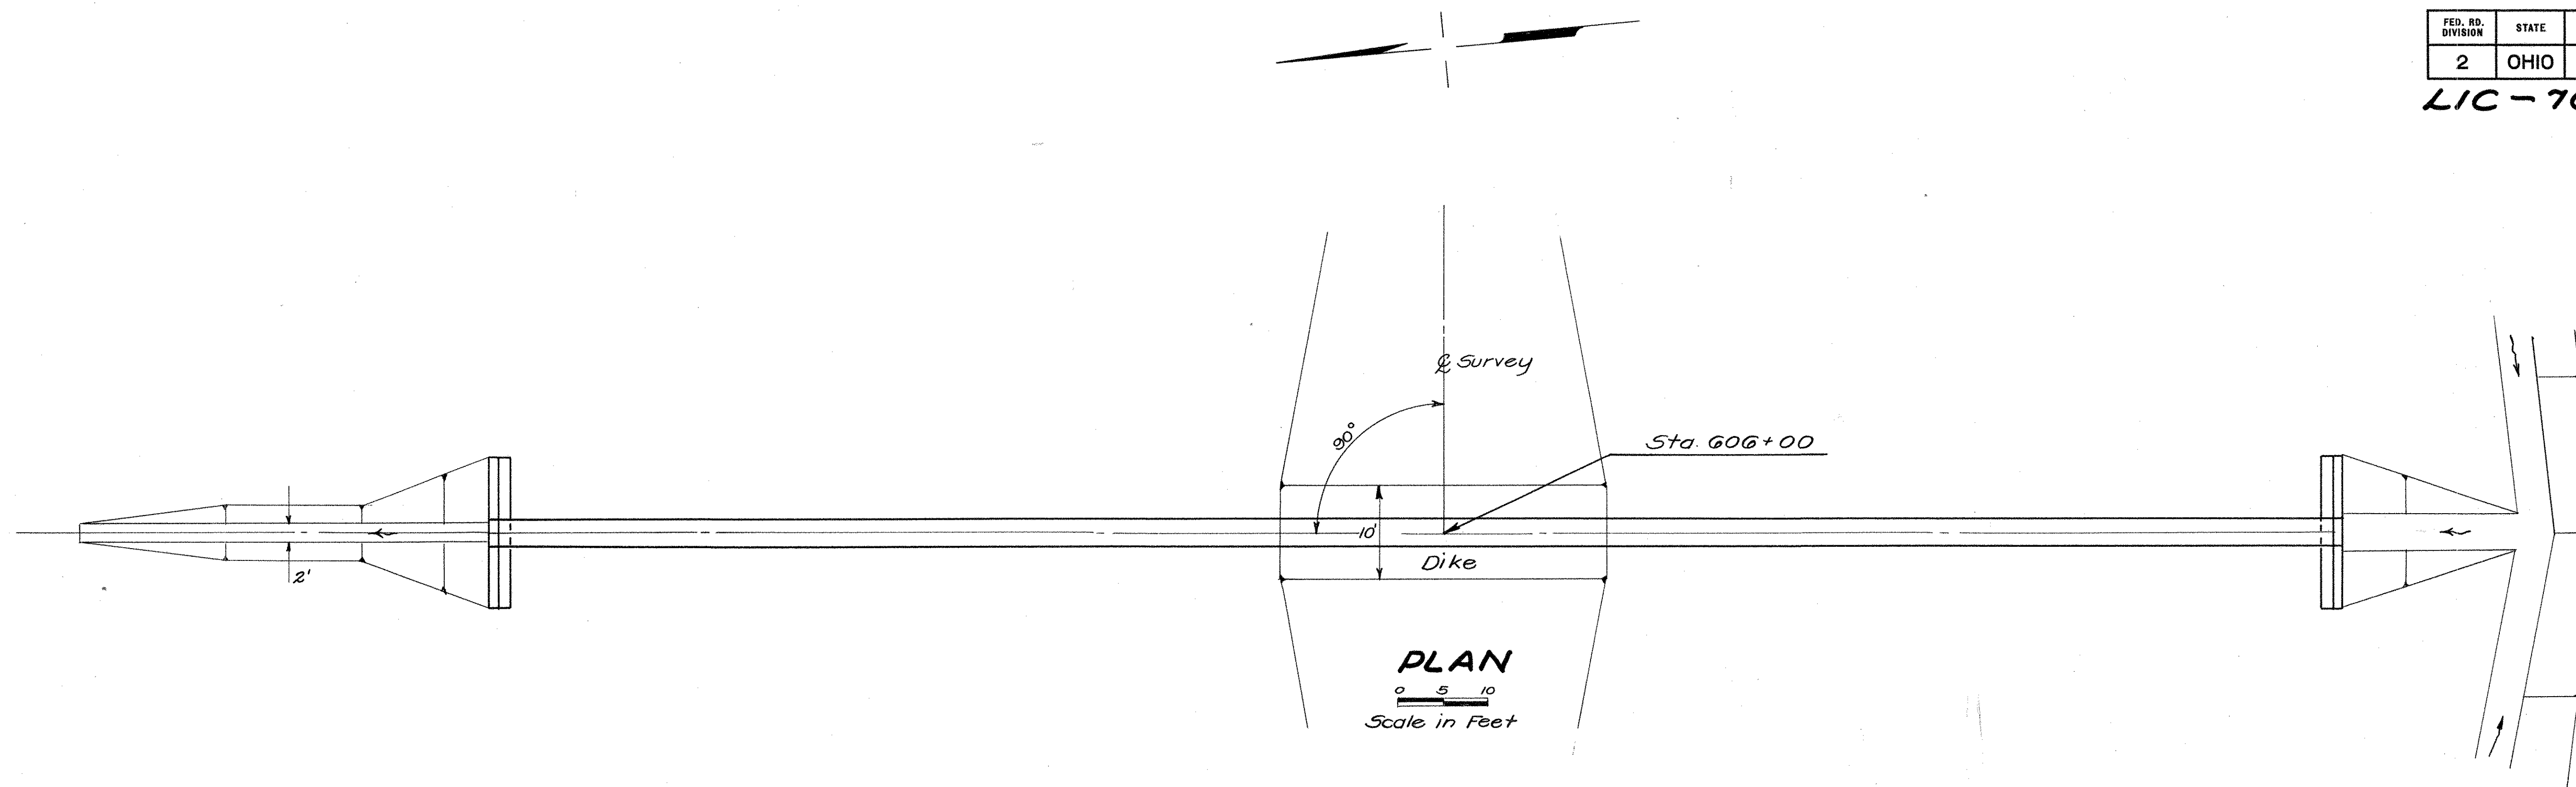 FED. RD. DIVISION STATE
2 OHIO
LIC - 70
℄ Survey
90°
Sta. 606+00
10'
Dike
2'
PLAN
0 5 10
Scale in Feet